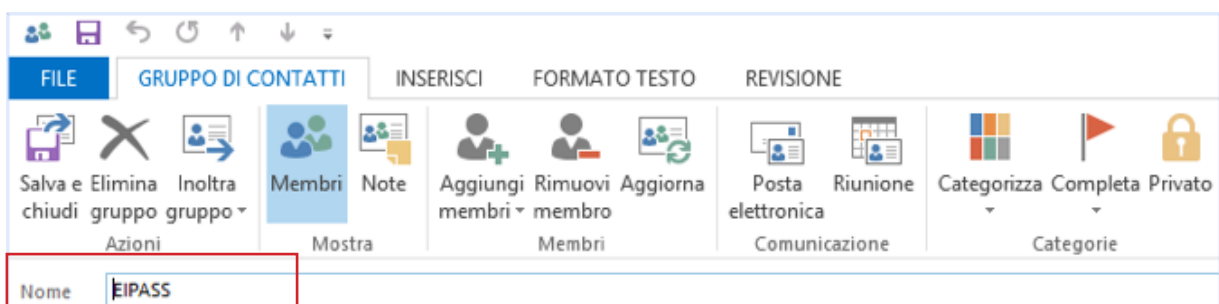 FILE GRUPPO DI CONTATTI INSERISCI FORMATO TESTO REVISIONE
Salva e Elimina Inoltra Membri Note Aggiungi Rimuovi Aggiorna Posta Riunione Categorizza Completa Privato
chiudi gruppo gruppo membri membro elettronica
Azioni Mostra Membri Comunicazione Categorie
Nome EIPASS